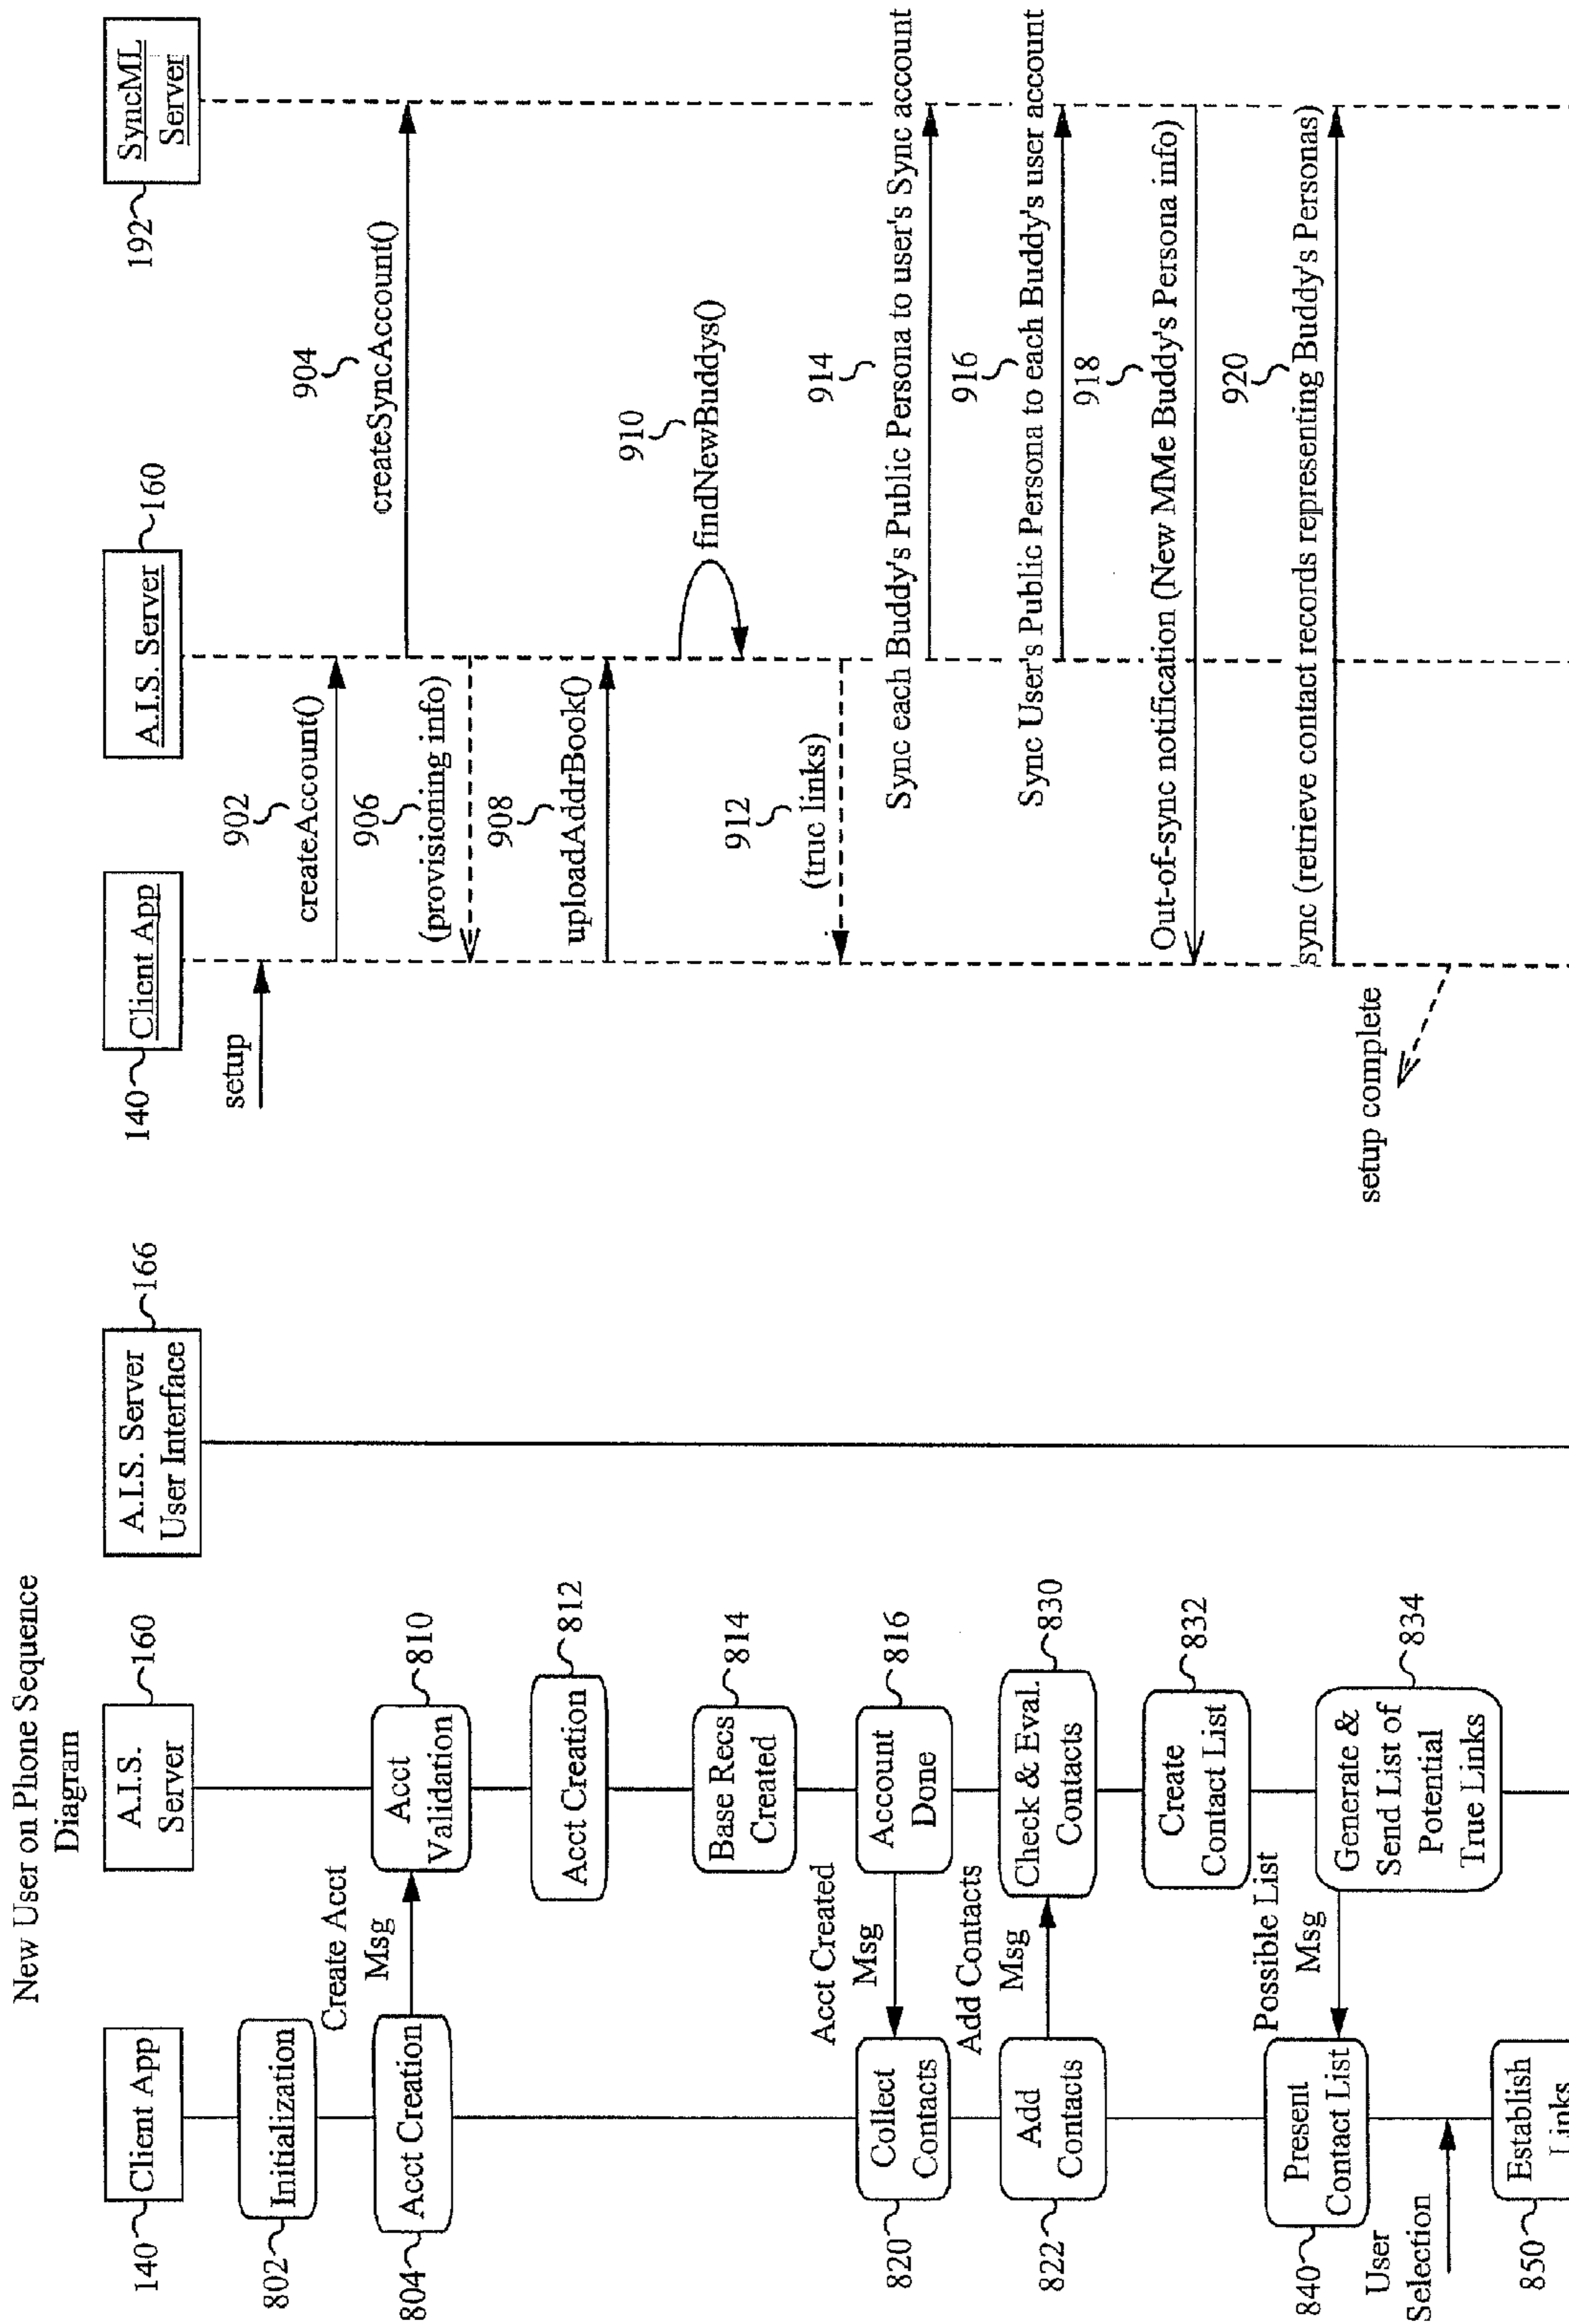 New User on Phone Sequence
Diagram
140
Client App
A.I.S.
Server
160
A.I.S. Server
User Interface
166
802
Initialization
804
Acct Creation
Create Acct
Msg
Acct
Validation
810
Acct Creation
812
Base Recs
Created
814
Account
Done
816
Acct Created
Msg
820
Collect
Contacts
822
Add
Contacts
Add Contacts
Msg
Check & Eval.
Contacts
830
Create
Contact List
832
Generate &
Send List of
Potential
True Links
834
Possible List
Msg
840
Present
Contact List
User
Selection
850
Establish
Links
140
Client App
A.I.S. Server
160
192
SyncML
Server
setup
902
createAccount()
904
createSyncAccount()
906
(provisioning info)
908
uploadAddrBook()
910
findNewBuddys()
912
(truc links)
914
Sync each Buddy's Public Persona to user's Sync account
916
Sync User's Public Persona to each Buddy's user account
918
Out-of-sync notification (New MMe Buddy's Persona info)
920
sync (retrieve contact records representing Buddy's Personas)
setup complete